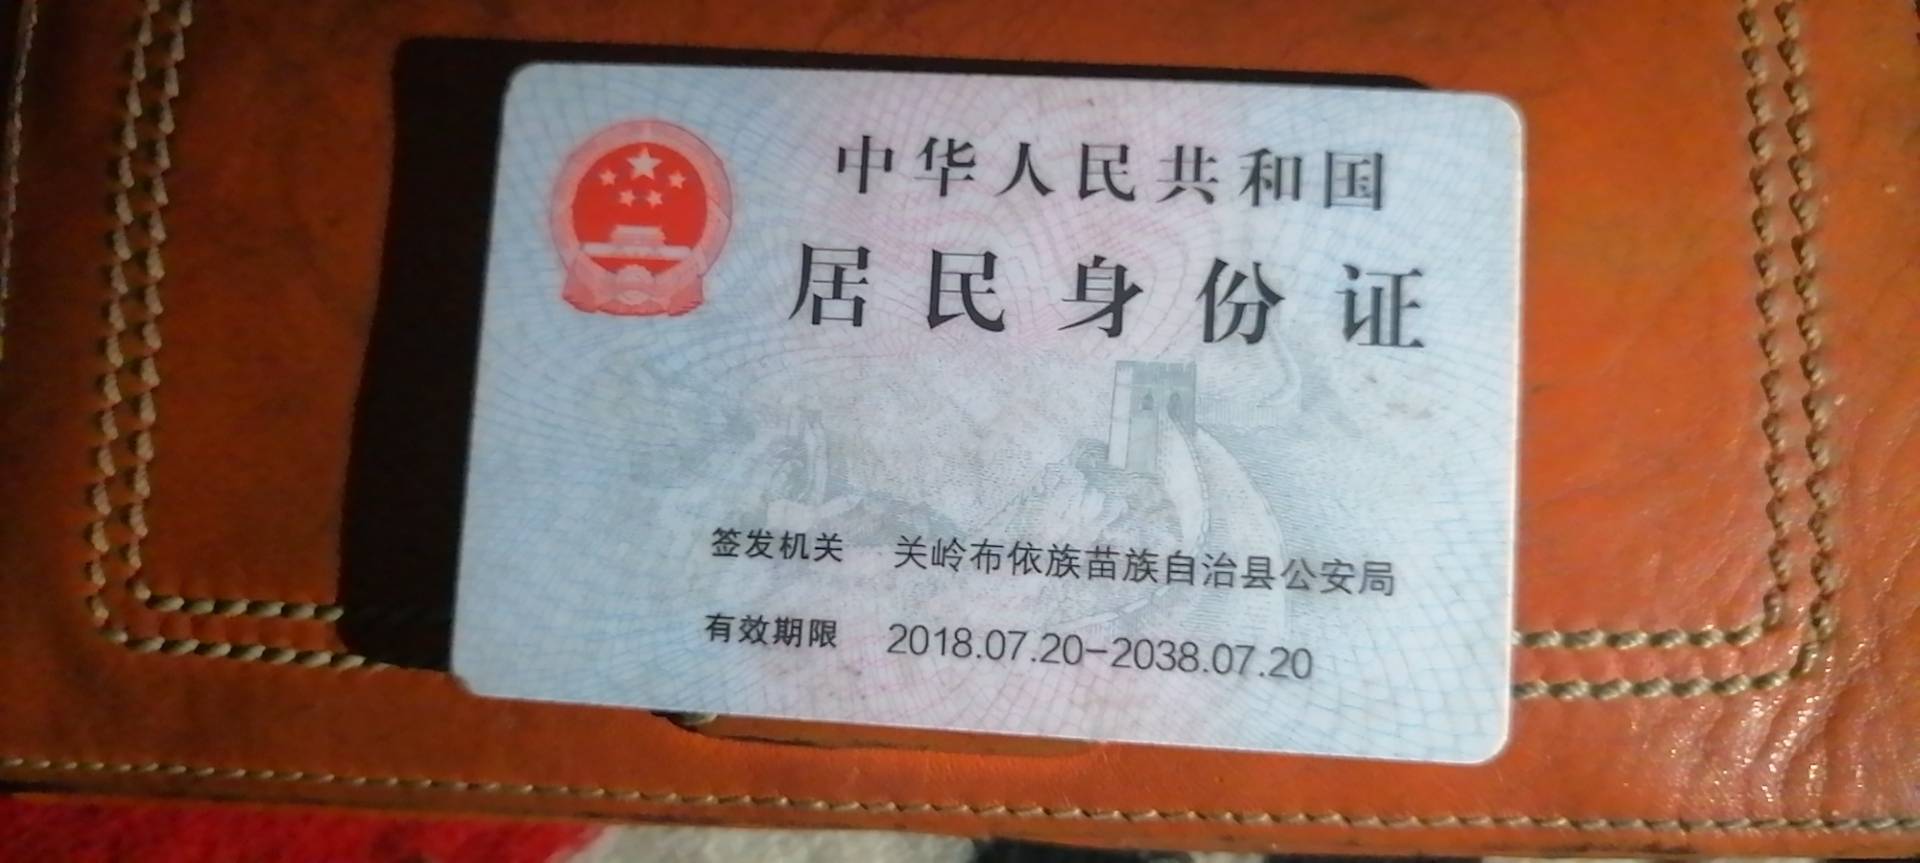 中华人民共和国
居民身份证
签发机关 关岭布依族苗族自治县公安局
有效期限 2018.07.20-2038.07.20